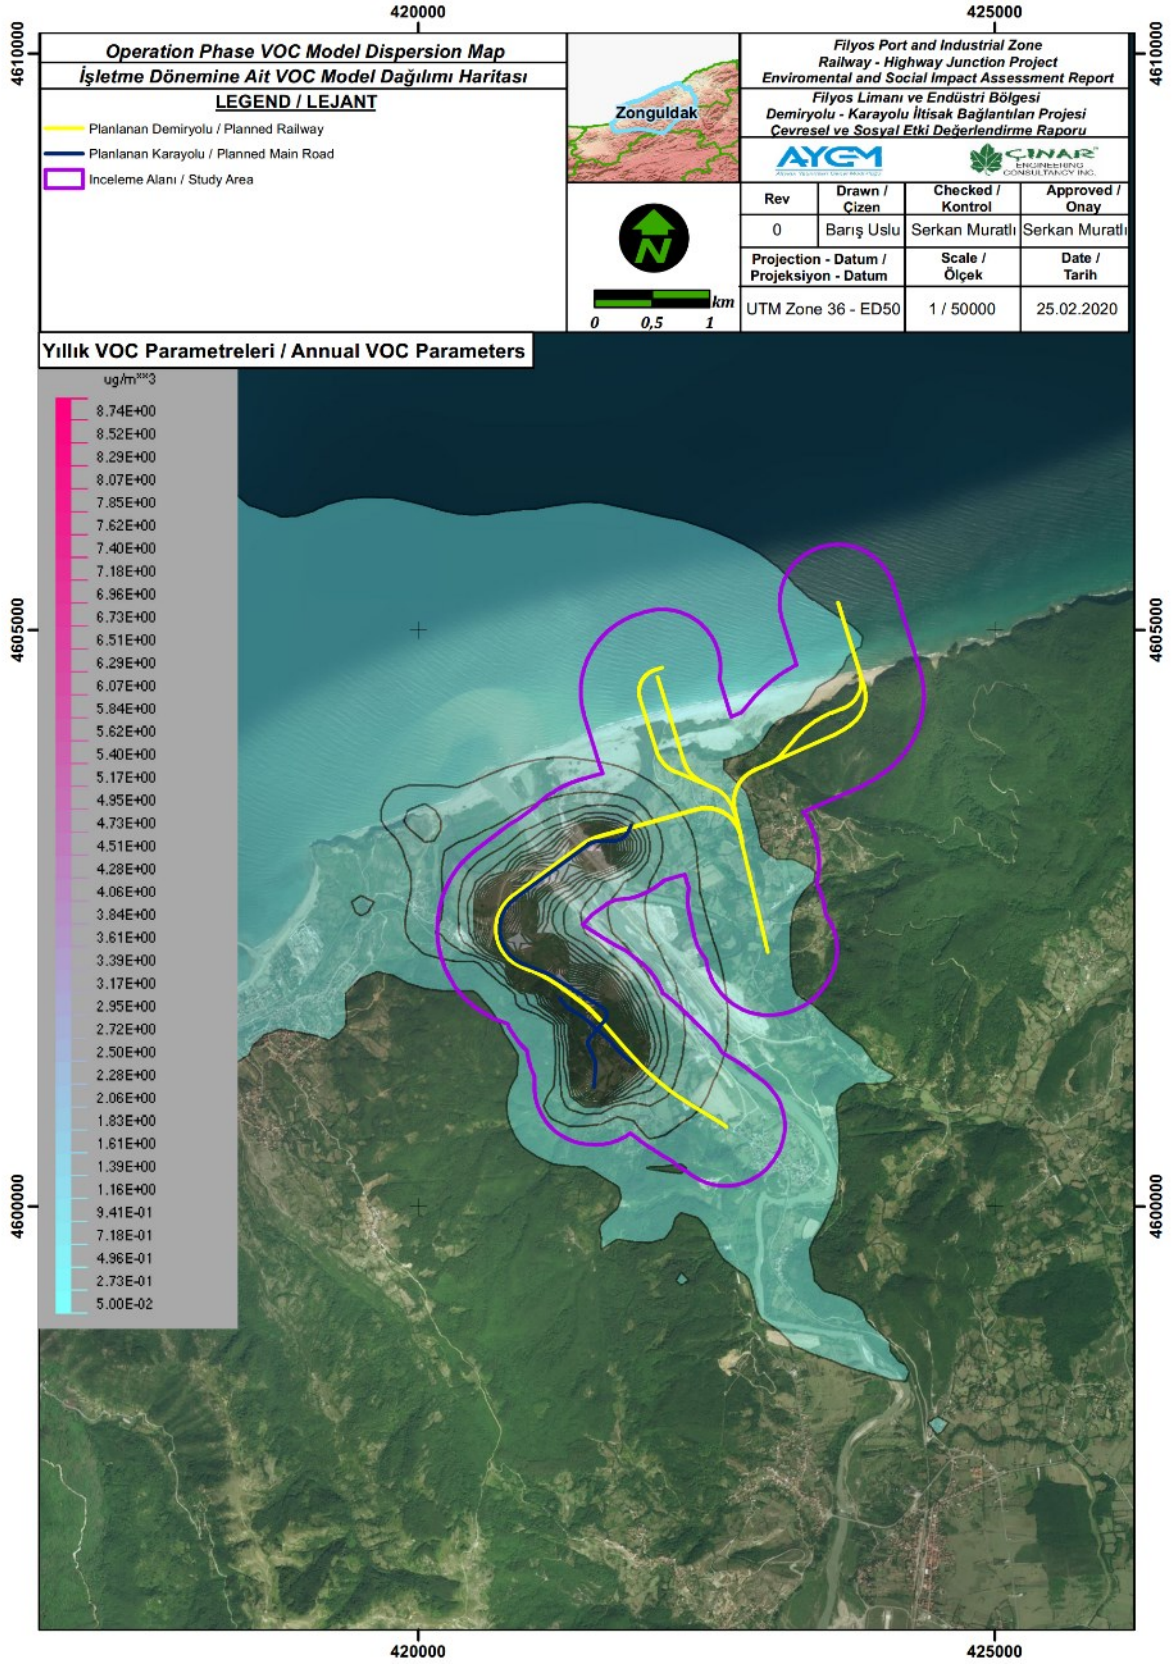 420000
425000
4610000
4610000
Operation Phase VOC Model Dispersion Map
İşletme Dönemine Ait VOC Model Dağılımı Haritası
LEGEND / LEJANT
Planlanan Demiryolu / Planned Railway
Planlanan Karayolu / Planned Main Road
Inceleme Alanı / Study Area
Zonguldak
N
km
0 0,5 1
Filyos Port and Industrial Zone
Railway - Highway Junction Project
Enviromental and Social Impact Assessment Report
Filyos Limanı ve Endüstri Bölgesi
Demiryolu - Karayolu İltisak Bağlantıları Projesi
Çevresel ve Sosyal Etki Değerlendirme Raporu
AYGM
ÇINAR
ENGINEERING
CONSULTANCY INC.
Rev
Drawn / Çizen
Checked / Kontrol
Approved / Onay
0
Barış Uslu
Serkan Muratlı
Serkan Muratlı
Projection - Datum /
Projeksiyon - Datum
Scale / Ölçek
Date / Tarih
UTM Zone 36 - ED50
1 / 50000
25.02.2020
Yıllık VOC Parametreleri / Annual VOC Parameters
ug/m**3
8.74E+00
8.52E+00
8.29E+00
8.07E+00
7.85E+00
7.62E+00
7.40E+00
7.18E+00
6.96E+00
6.73E+00
6.51E+00
6.29E+00
6.07E+00
5.84E+00
5.62E+00
5.40E+00
5.17E+00
4.95E+00
4.73E+00
4.51E+00
4.28E+00
4.06E+00
3.84E+00
3.61E+00
3.39E+00
3.17E+00
2.95E+00
2.72E+00
2.50E+00
2.28E+00
2.06E+00
1.83E+00
1.61E+00
1.39E+00
1.16E+00
9.41E-01
7.18E-01
4.96E-01
2.73E-01
5.00E-02
4605000
4605000
4600000
4600000
420000
425000